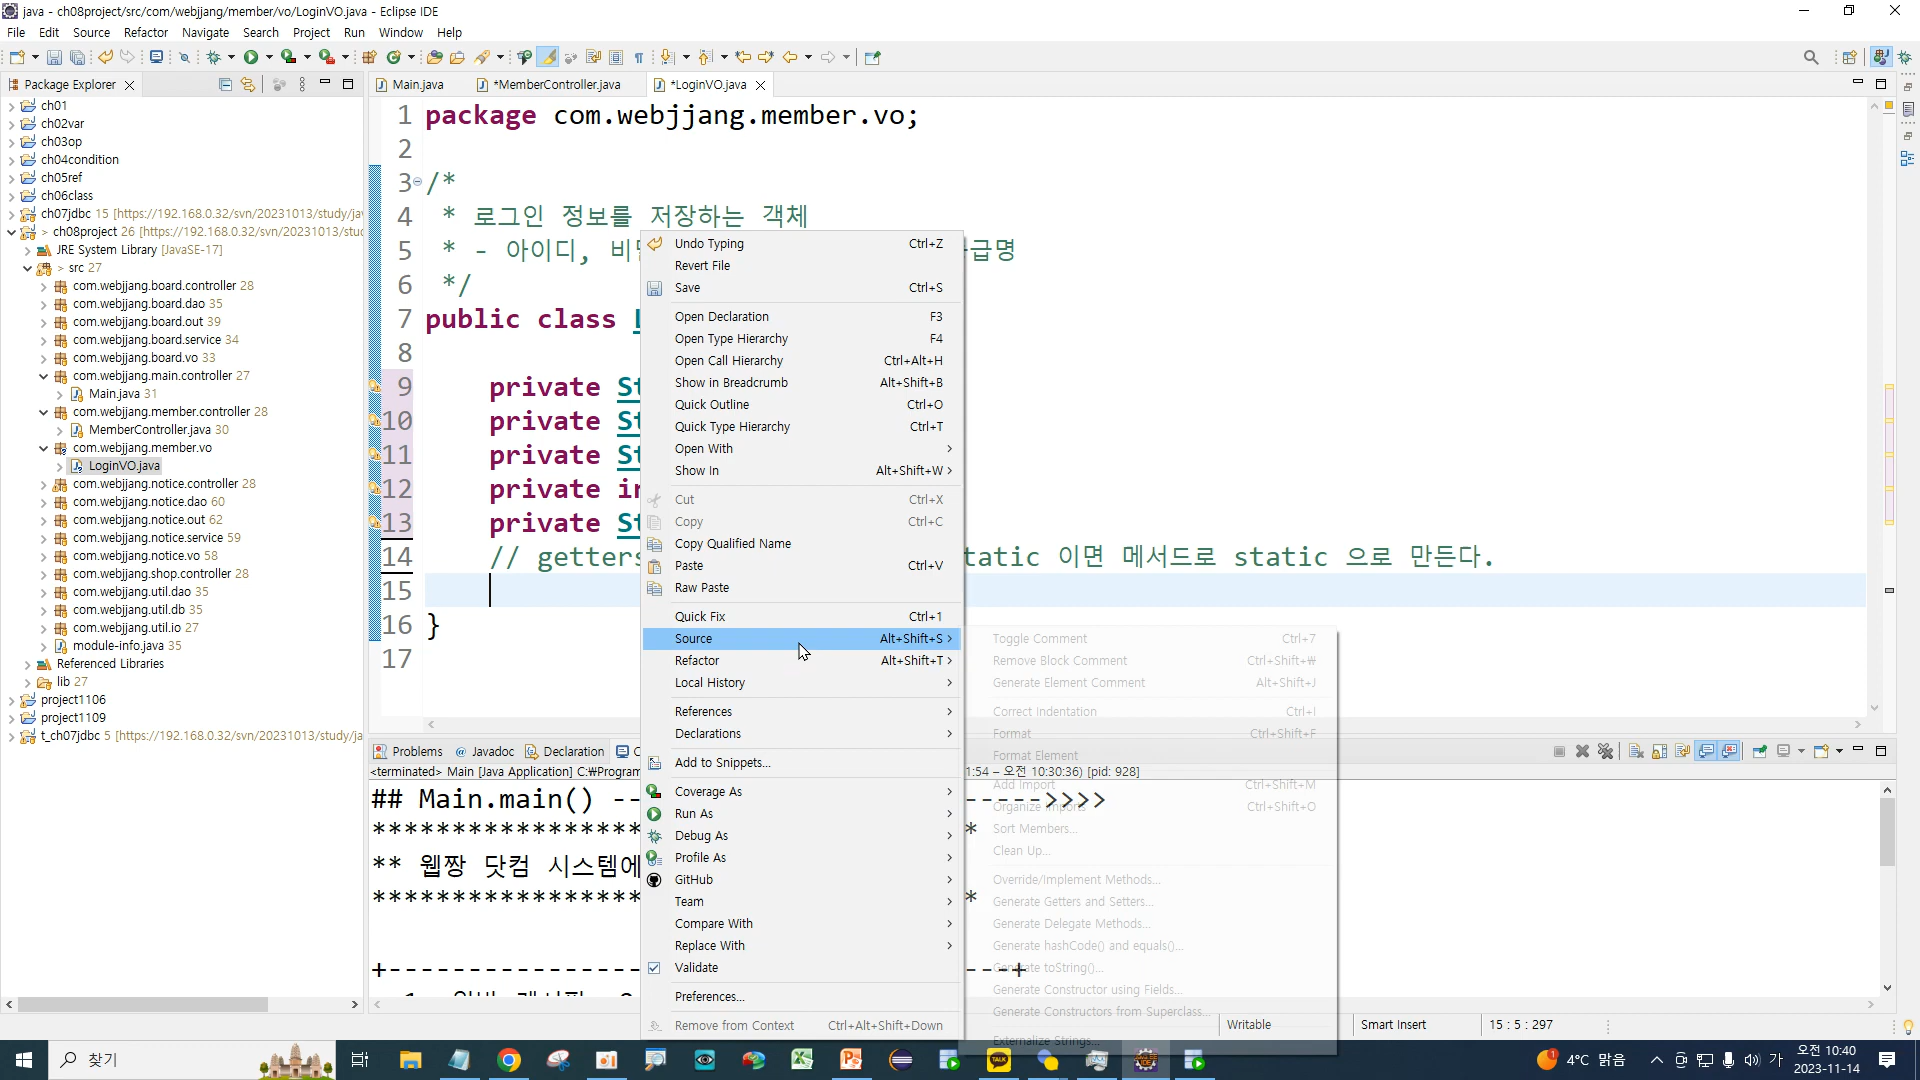 java - ch08project/src/com/webjjang/member/vo/LoginVO.java - Eclipse IDE
File Edit Source Refactor Navigate Search Project Run Window Help
Package Explorer
Main.java
*MemberController.java
*LoginVO.java
ch01
ch02var
ch03op
ch04condition
ch05ref
ch06class
ch07jdbc 15 [https://192.168.0.32/svn/20231013/study/ja
> ch08project 26 [https://192.168.0.32/svn/20231013/stu
JRE System Library [JavaSE-17]
> src 27
com.webjjang.board.controller 28
com.webjjang.board.dao 35
com.webjjang.board.out 39
com.webjjang.board.service 34
com.webjjang.board.vo 33
com.webjjang.main.controller 27
Main.java 31
com.webjjang.member.controller 28
MemberController.java 30
com.webjjang.member.vo
LoginVO.java
com.webjjang.notice.controller 28
com.webjjang.notice.dao 60
com.webjjang.notice.out 62
com.webjjang.notice.service 59
com.webjjang.notice.vo 58
com.webjjang.shop.controller 28
com.webjjang.util.dao 35
com.webjjang.util.db 35
com.webjjang.util.io 27
module-info.java 35
Referenced Libraries
lib 27
project1106
project1109
t_ch07jdbc 5 [https://192.168.0.32/svn/20231013/study/ja
1 package com.webjjang.member.vo;
2
3 /*
4 * 로그인 정보를 저장하는 객체
5 * - 아이디, 급명
6 */
7 public class
8
9 private St
10 private St
11 private St
12 private in
13 private St
14 // getters tatic 이면 메서드로 static 으로 만든다.
15
16 }
17
Undo Typing Ctrl+Z
Revert File
Save Ctrl+S
Open Declaration F3
Open Type Hierarchy F4
Open Call Hierarchy Ctrl+Alt+H
Show in Breadcrumb Alt+Shift+B
Quick Outline Ctrl+O
Quick Type Hierarchy Ctrl+T
Open With >
Show In Alt+Shift+W >
Cut Ctrl+X
Copy Ctrl+C
Copy Qualified Name
Paste Ctrl+V
Raw Paste
Quick Fix Ctrl+1
Source Alt+Shift+S >
Refactor Alt+Shift+T >
Local History >
References >
Declarations >
Add to Snippets...
Coverage As >
Run As >
Debug As >
Profile As >
GitHub >
Team >
Compare With >
Replace With >
Validate
Preferences...
Remove from Context Ctrl+Alt+Shift+Down
Toggle Comment Ctrl+7
Remove Block Comment Ctrl+Shift+₩
Generate Element Comment Alt+Shift+J
Correct Indentation Ctrl+I
Format Ctrl+Shift+F
Format Element
Add Import Ctrl+Shift+M
Organize Imports Ctrl+Shift+O
Sort Members...
Clean Up...
Override/Implement Methods...
Generate Getters and Setters...
Generate Delegate Methods...
Generate hashCode() and equals()...
Generate toString()...
Generate Constructor using Fields...
Generate Constructors from Superclass...
Externalize Strings...
Problems
@ Javadoc
Declaration
<terminated> Main [Java Application] C:₩Program 1:54 – 오전 10:30:36) [pid: 928]
## Main.main() -- ----->>>>
***************** *
** 웹짱 닷컴 시스템에
***************** *
+---------------- ---+
Writable
Smart Insert
15 : 5 : 297
찾기
4°C 맑음
가
오전 10:40
2023-11-14